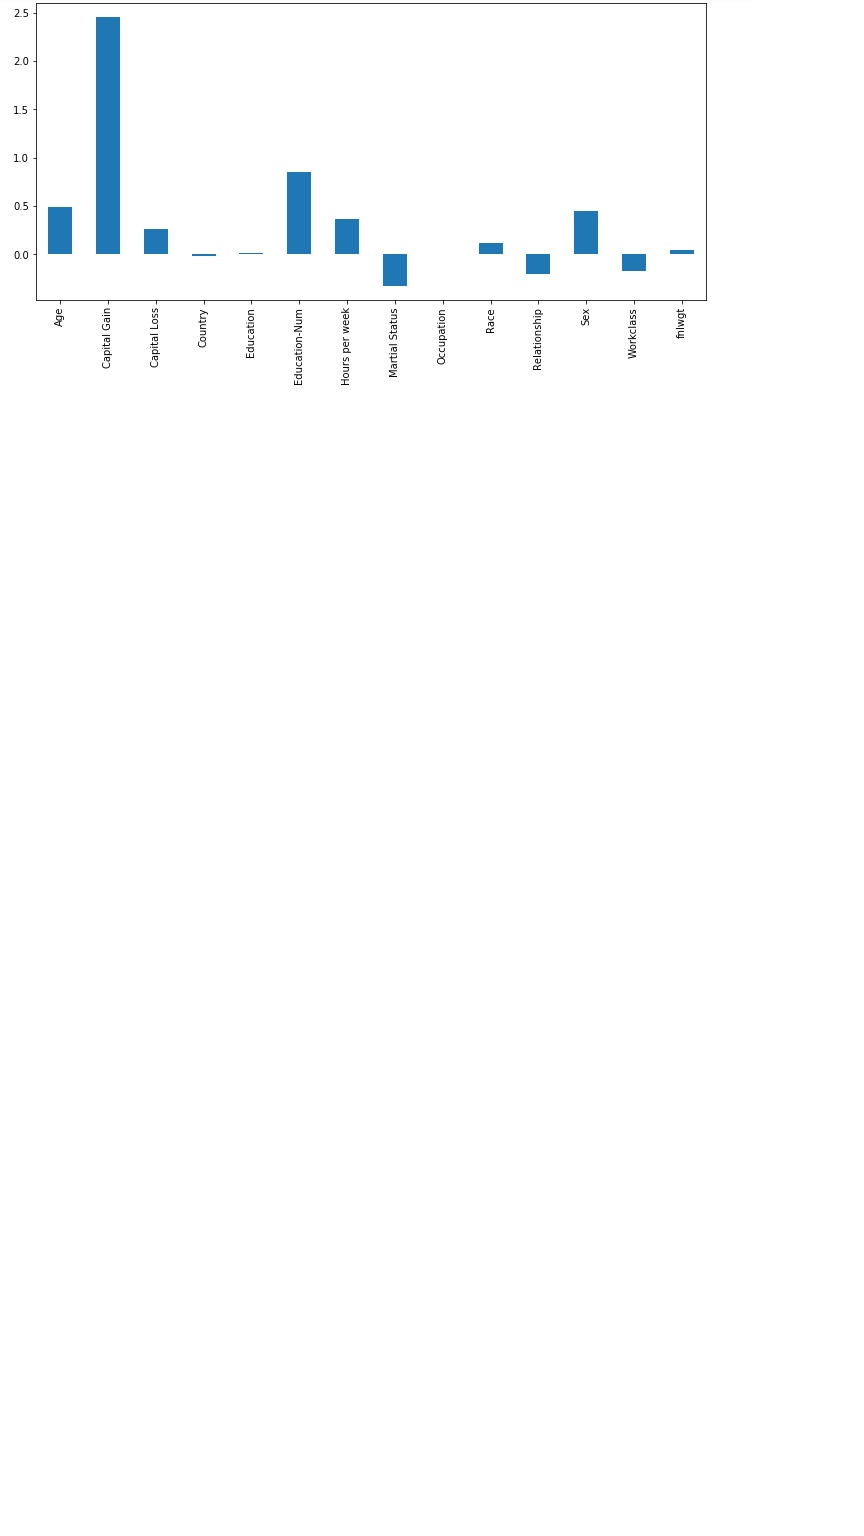 2.5
2.0
1.5
1.0
0.5
0.0
Age
Capital Gain
Capital Loss
Country
Education
Education-Num
Hours per week
Martial Status
Occupation
Race
Relationship
Sex
Workclass
fnlwgt